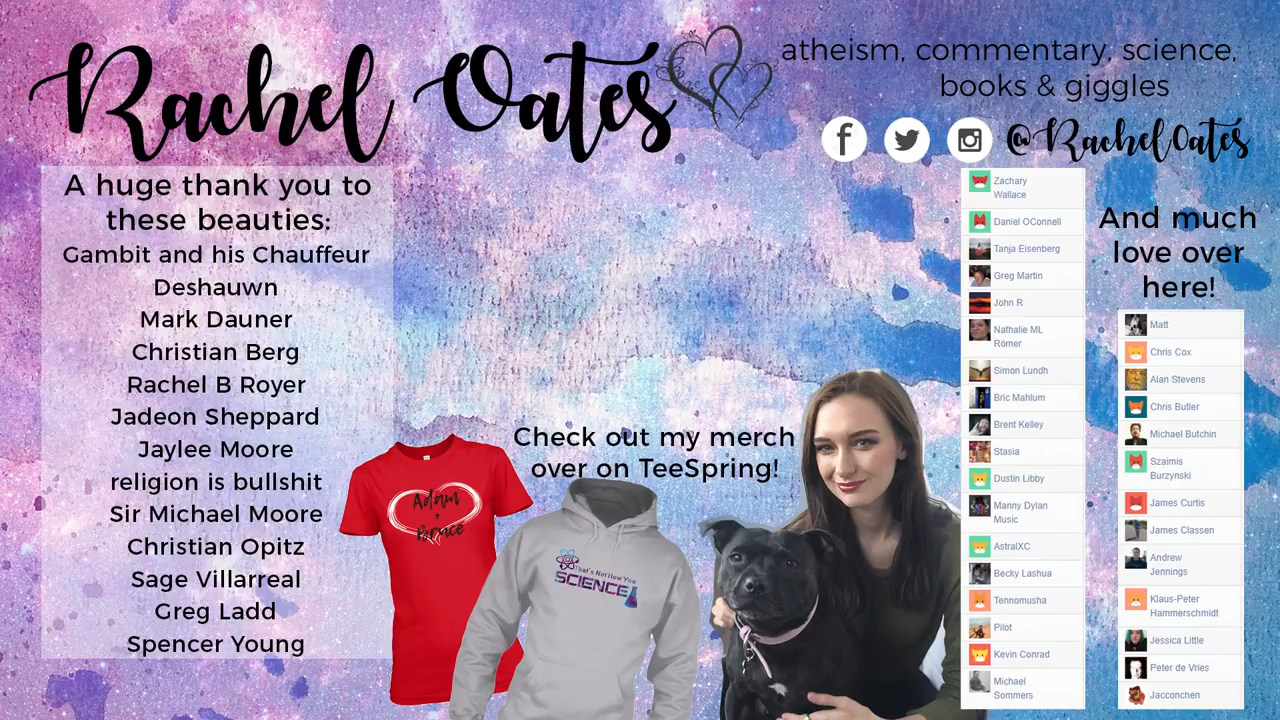 Rachel Oates
atheism, commentary, science,
books & giggles
@RachelOates
A huge thank you to
these beauties:
Gambit and his Chauffeur
Deshauwn
Mark Dauner
Christian Berg
Rachel B Royer
Jadeon Sheppard
Jaylee Moore
religion is bullshit
Sir Michael Moore
Christian Opitz
Sage Villarreal
Greg Ladd
Spencer Young
Check out my merch
over on TeeSpring!
Adam
+
Bruce
That's Not How You
SCIENCE
Zachary
Wallace
Daniel OConnell
Tanja Eisenberg
Greg Martin
John R
Nathalie ML
Römer
Simon Lundh
Bric Mahlum
Brent Kelley
Stasia
Dustin Libby
Manny Dylan
Music
AstralXC
Becky Lashua
Tennomusha
Pilot
Kevin Conrad
Michael
Sommers
And much
love over
here!
Matt
Chris Cox
Alan Stevens
Chris Butler
Michael Butchin
Szaimis
Burzynski
James Curtis
James Classen
Andrew
Jennings
Klaus-Peter
Hammerschmidt
Jessica Little
Peter de Vries
Jacconchen